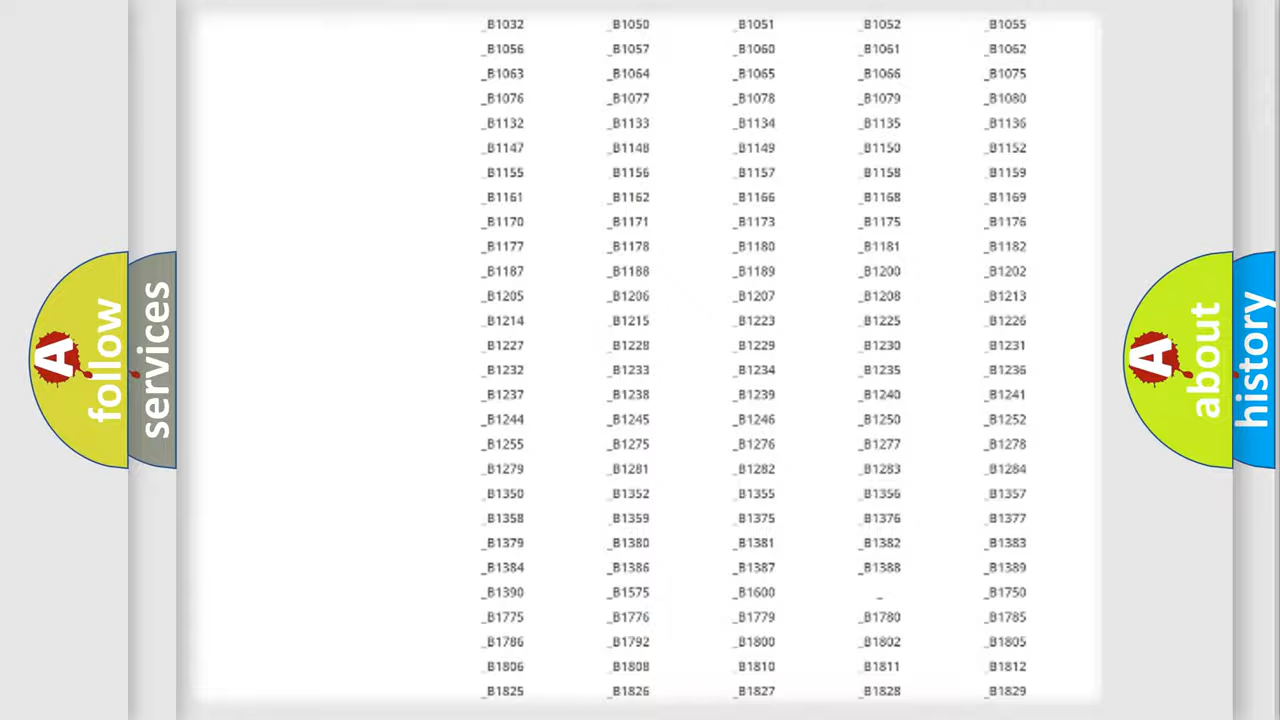 _B1032 _B1050 _B1051 _B1052 _B1055
_B1056 _B1057 _B1060 _B1061 _B1062
_B1063 _B1064 _B1065 _B1066 _B1075
_B1076 _B1077 _B1078 _B1079 _B1080
_B1132 _B1133 _B1134 _B1135 _B1136
_B1147 _B1148 _B1149 _B1150 _B1152
_B1155 _B1156 _B1157 _B1158 _B1159
_B1161 _B1162 _B1166 _B1168 _B1169
_B1170 _B1171 _B1173 _B1175 _B1176
_B1177 _B1178 _B1180 _B1181 _B1182
_B1187 _B1188 _B1189 _B1200 _B1202
_B1205 _B1206 _B1207 _B1208 _B1213
_B1214 _B1215 _B1223 _B1225 _B1226
_B1227 _B1228 _B1229 _B1230 _B1231
_B1232 _B1233 _B1234 _B1235 _B1236
_B1237 _B1238 _B1239 _B1240 _B1241
_B1244 _B1245 _B1246 _B1250 _B1252
_B1255 _B1275 _B1276 _B1277 _B1278
_B1279 _B1281 _B1282 _B1283 _B1284
_B1350 _B1352 _B1355 _B1356 _B1357
_B1358 _B1359 _B1375 _B1376 _B1377
_B1379 _B1380 _B1381 _B1382 _B1383
_B1384 _B1386 _B1387 _B1388 _B1389
_B1390 _B1575 _B1600 _ _B1750
_B1775 _B1776 _B1779 _B1780 _B1785
_B1786 _B1792 _B1800 _B1802 _B1805
_B1806 _B1808 _B1810 _B1811 _B1812
_B1825 _B1826 _B1827 _B1828 _B1829
A
follow
services
A
about
history